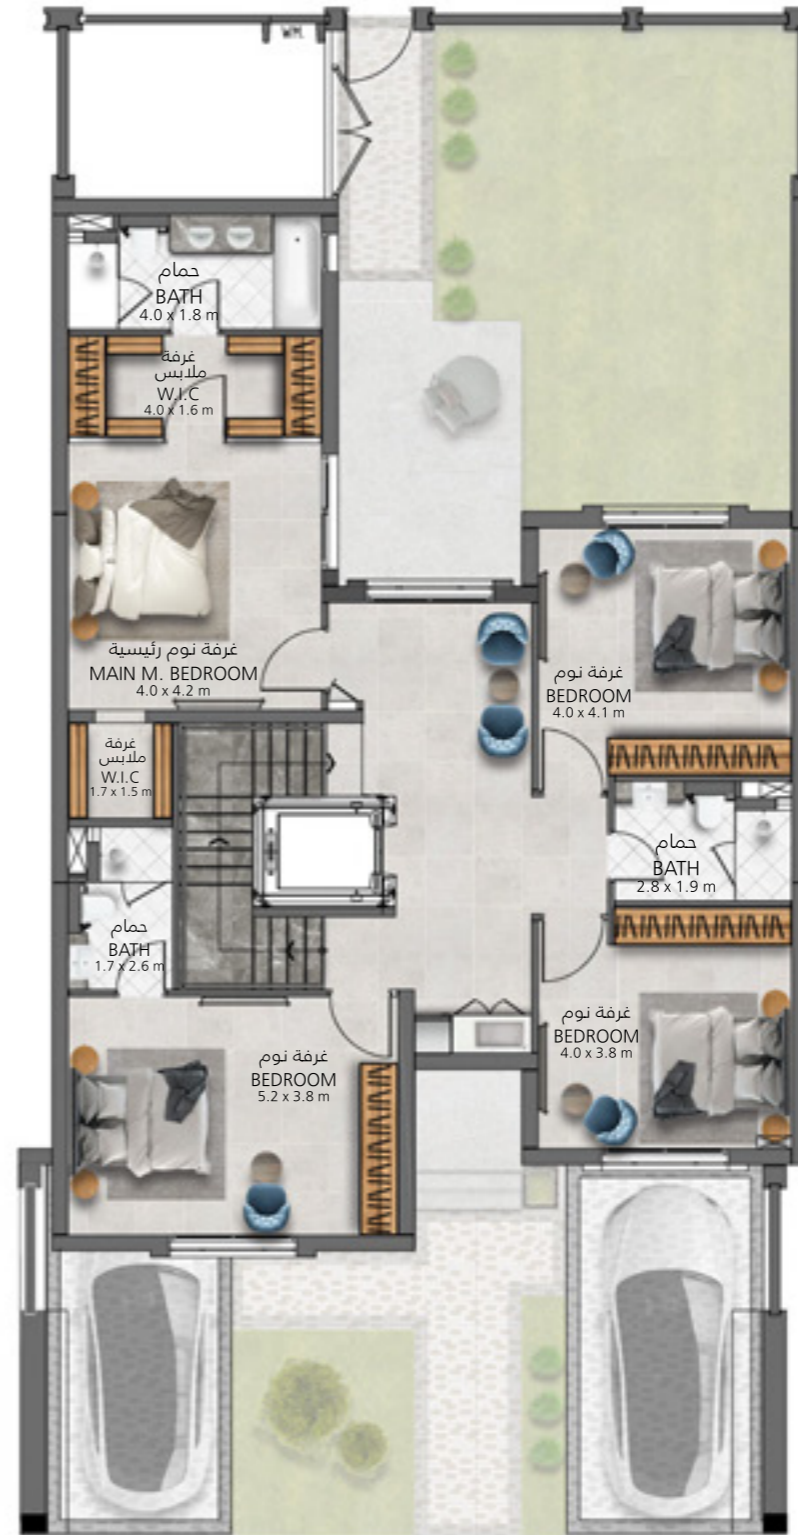 WM
حمام
BATH
4.0 x 1.8 m
غرفة
ملابس
W.I.C
4.0 x 1.6 m
غرفة نوم رئيسية
MAIN M. BEDROOM
4.0 x 4.2 m
غرفة نوم
BEDROOM
4.0 x 4.1 m
غرفة
ملابس
W.I.C
1.7 x 1.5 m
حمام
BATH
2.8 x 1.9 m
حمام
BATH
1.7 x 2.6 m
غرفة نوم
BEDROOM
4.0 x 3.8 m
غرفة نوم
BEDROOM
5.2 x 3.8 m